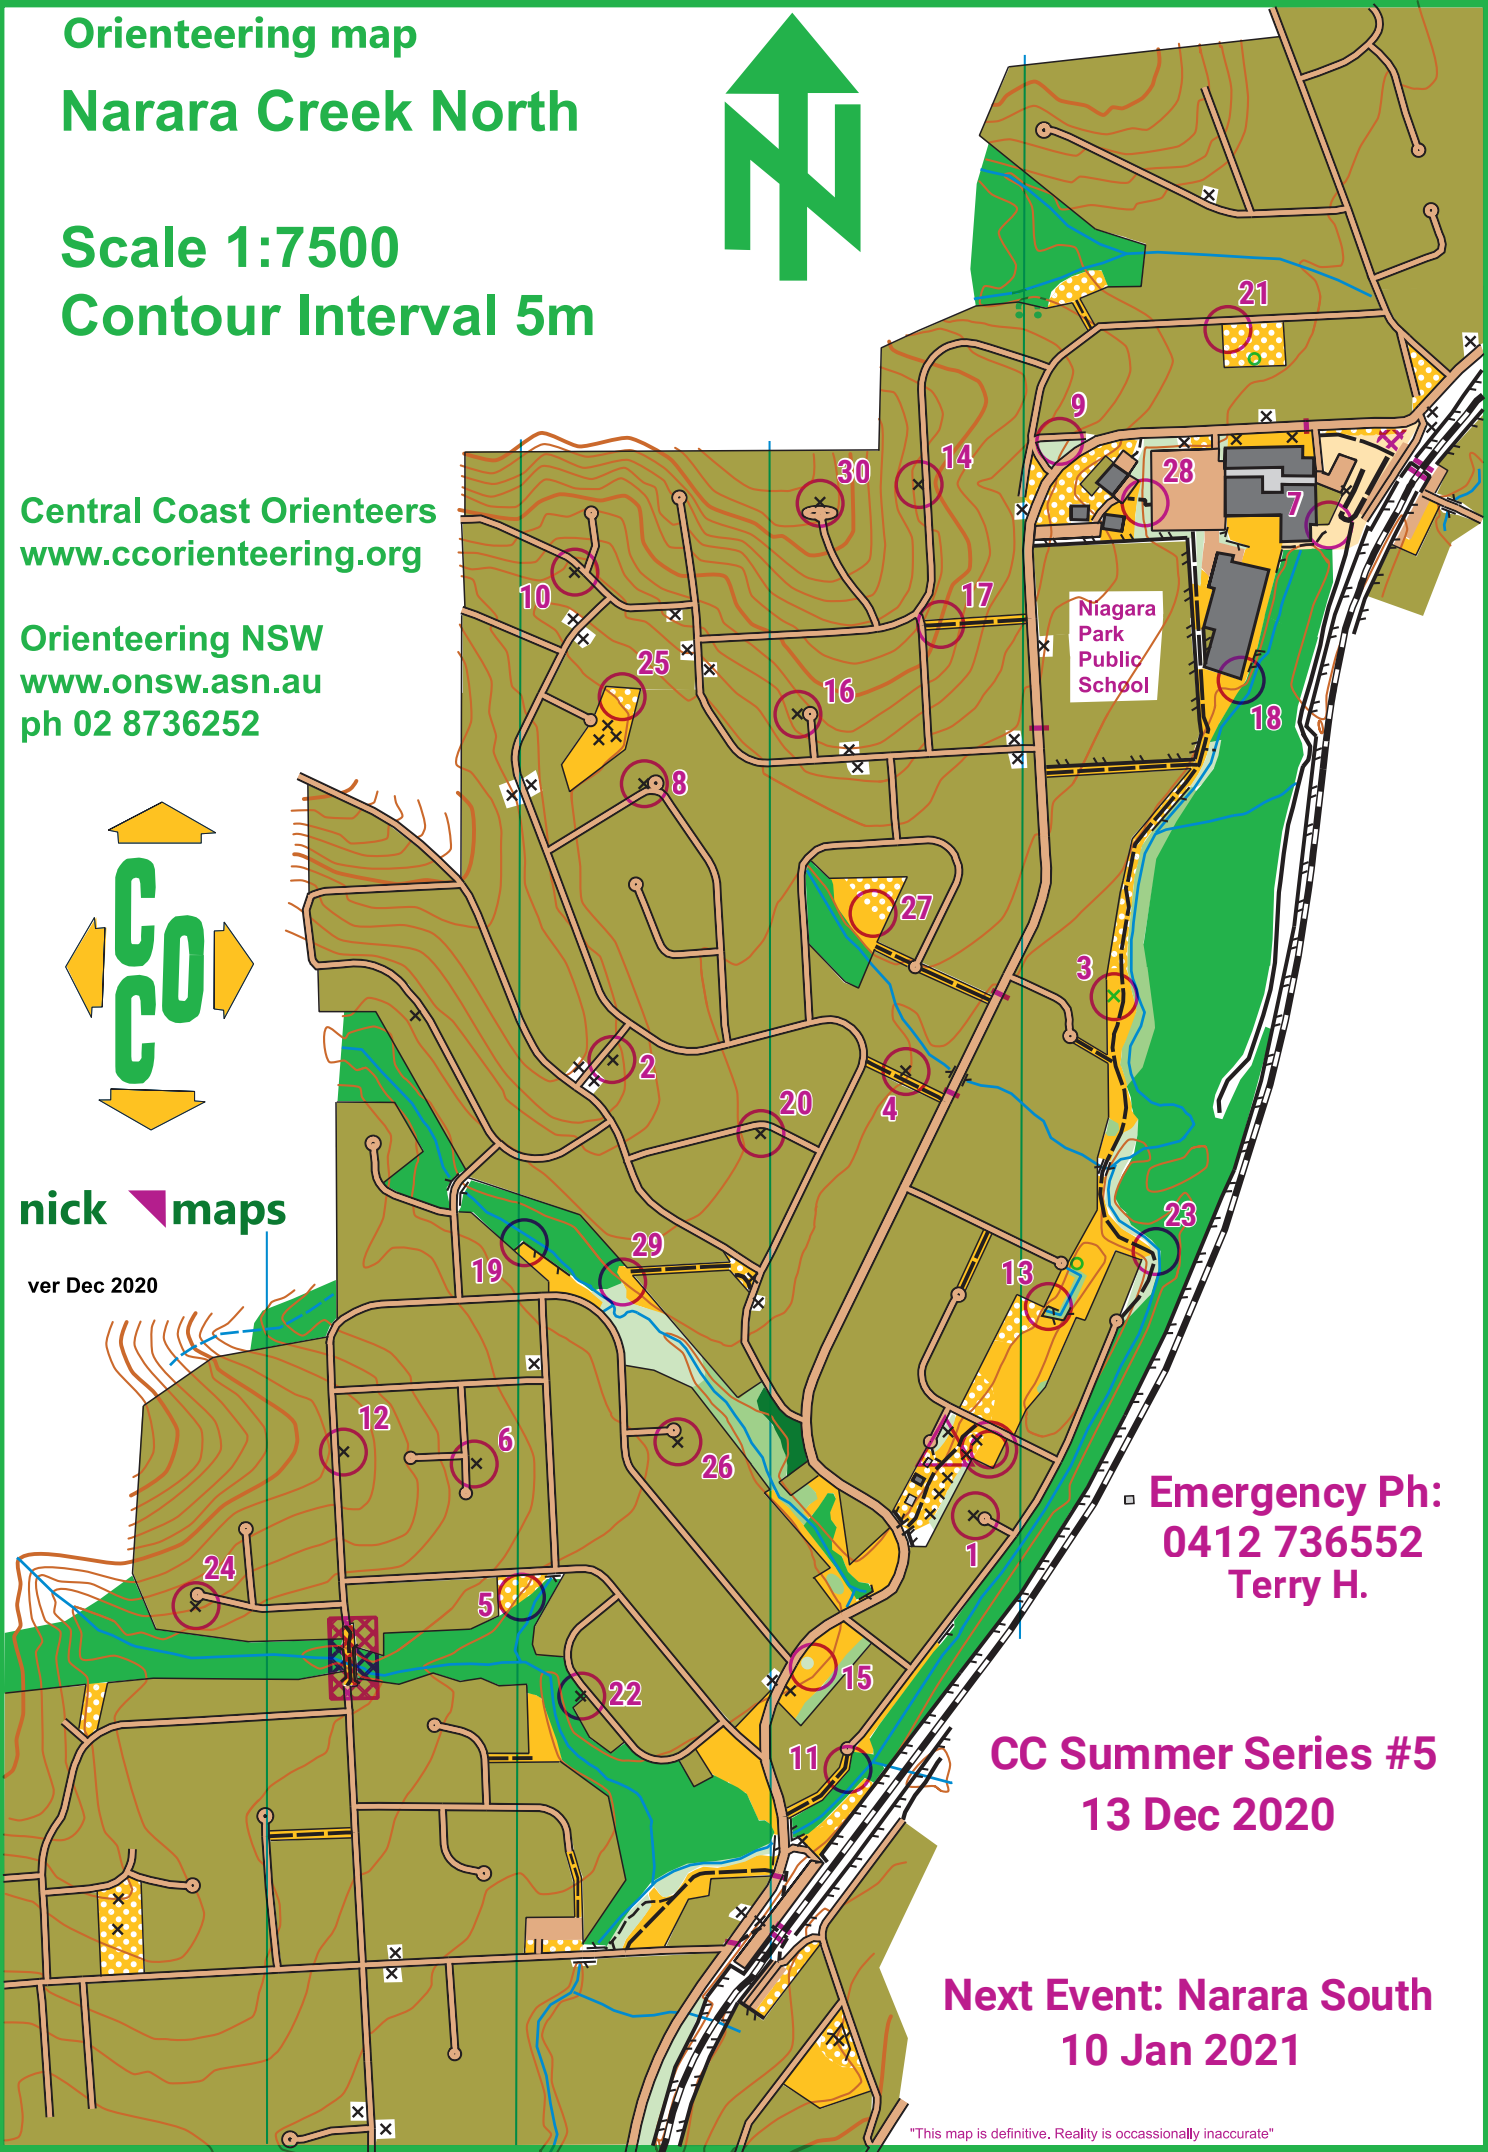 Orienteering map
Narara Creek North
Scale 1:7500
Contour Interval 5m
Central Coast Orienteers
www.ccorienteering.org
Orienteering NSW
www.onsw.asn.au
ph 02 8736252
C
CO
C
nick maps
ver Dec 2020
21
9
14
30
28
7
10
17
Niagara
Park
Public
School
25
16
18
8
27
3
2
20
4
23
29
19
13
12
6
26
1
24
5
15
22
11
Emergency Ph:
0412 736552
Terry H.
CC Summer Series #5
13 Dec 2020
Next Event: Narara South
10 Jan 2021
"This map is definitive. Reality is occassionally inaccurate"